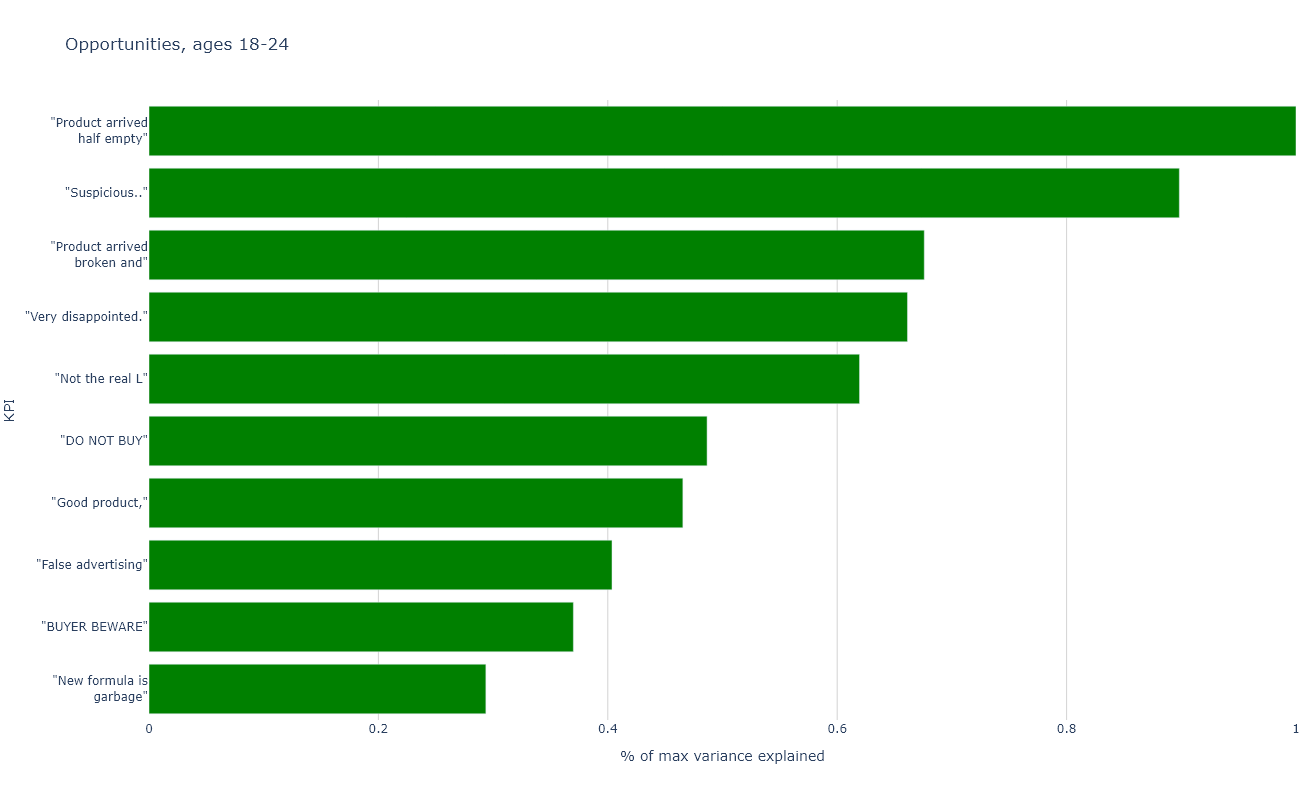 Opportunities, ages 18-24
"Product arrived
half empty"
"Suspicious.."
"Product arrived
broken and"
"Very disappointed."
"Not the real L"
"DO NOT BUY"
"Good product,"
"False advertising"
"BUYER BEWARE"
"New formula is
garbage"
KPI
0 0.2 0.4 0.6 0.8 1
% of max variance explained